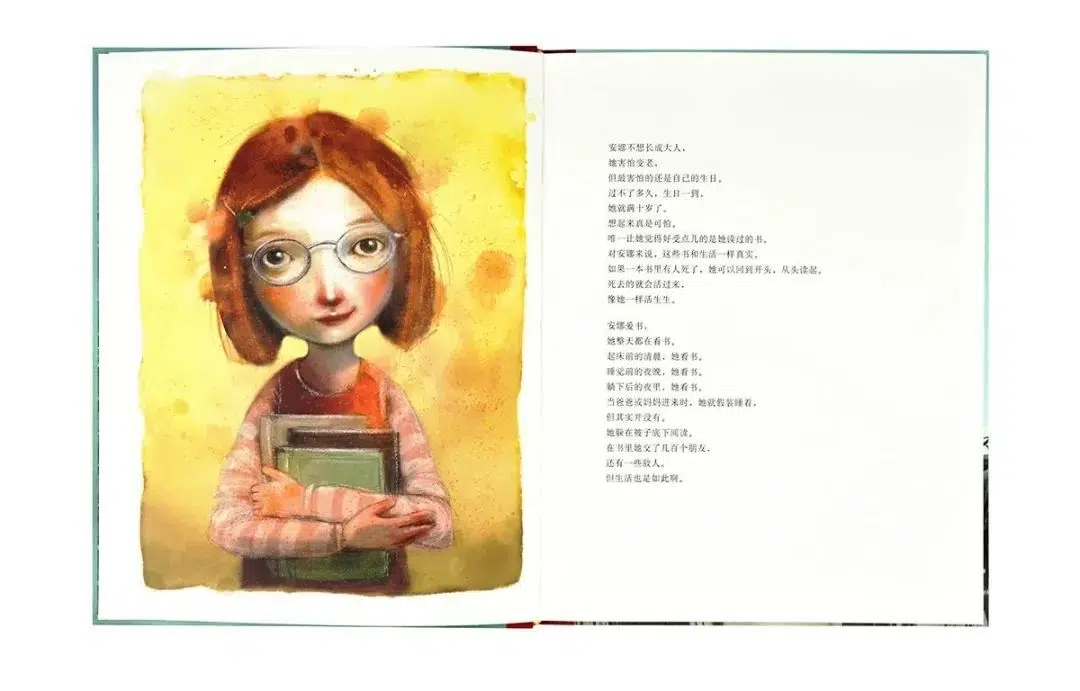 安娜不想长成大人，
她害怕变老，
但最害怕的还是自己的生日。
过不了多久，生日一到，
她就满十岁了。
想起来真是可怕。
唯一让她觉得好受点儿的是她读过的书。
对安娜来说，这些书和生活一样真实。
如果一本书里有人死了，她可以回到开头，从头读起。
死去的就会活过来，
像她一样活生生。
安娜爱书，
她整天都在看书。
起床前的清晨，她看书。
睡觉前的夜晚，她看书。
躺下后的夜里，她看书。
当爸爸或妈妈进来时，她就假装睡着，
但其实并没有。
她躲在被子底下阅读。
在书里她交了几百个朋友，
还有一些敌人。
但生活也是如此啊。